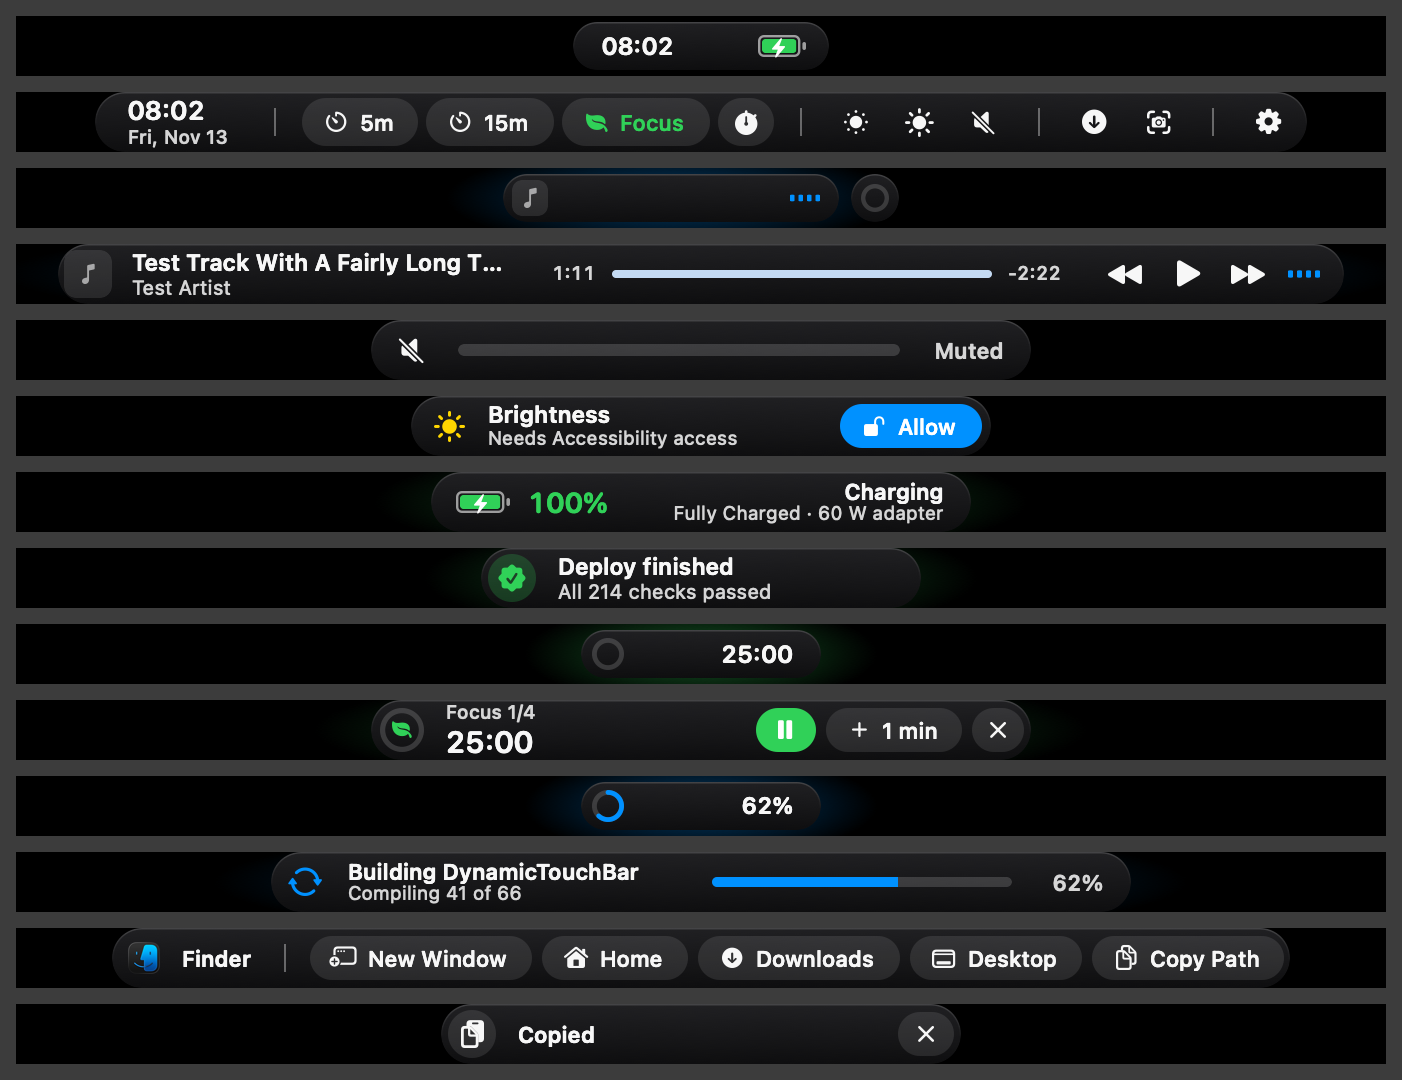 08:02
08:02
Fri, Nov 13
5m
15m
Focus
Test Track With A Fairly Long T...
Test Artist
1:11
-2:22
Muted
Brightness
Needs Accessibility access
Allow
100%
Charging
Fully Charged · 60 W adapter
Deploy finished
All 214 checks passed
25:00
Focus 1/4
25:00
+ 1 min
62%
Building DynamicTouchBar
Compiling 41 of 66
62%
Finder
New Window
Home
Downloads
Desktop
Copy Path
Copied